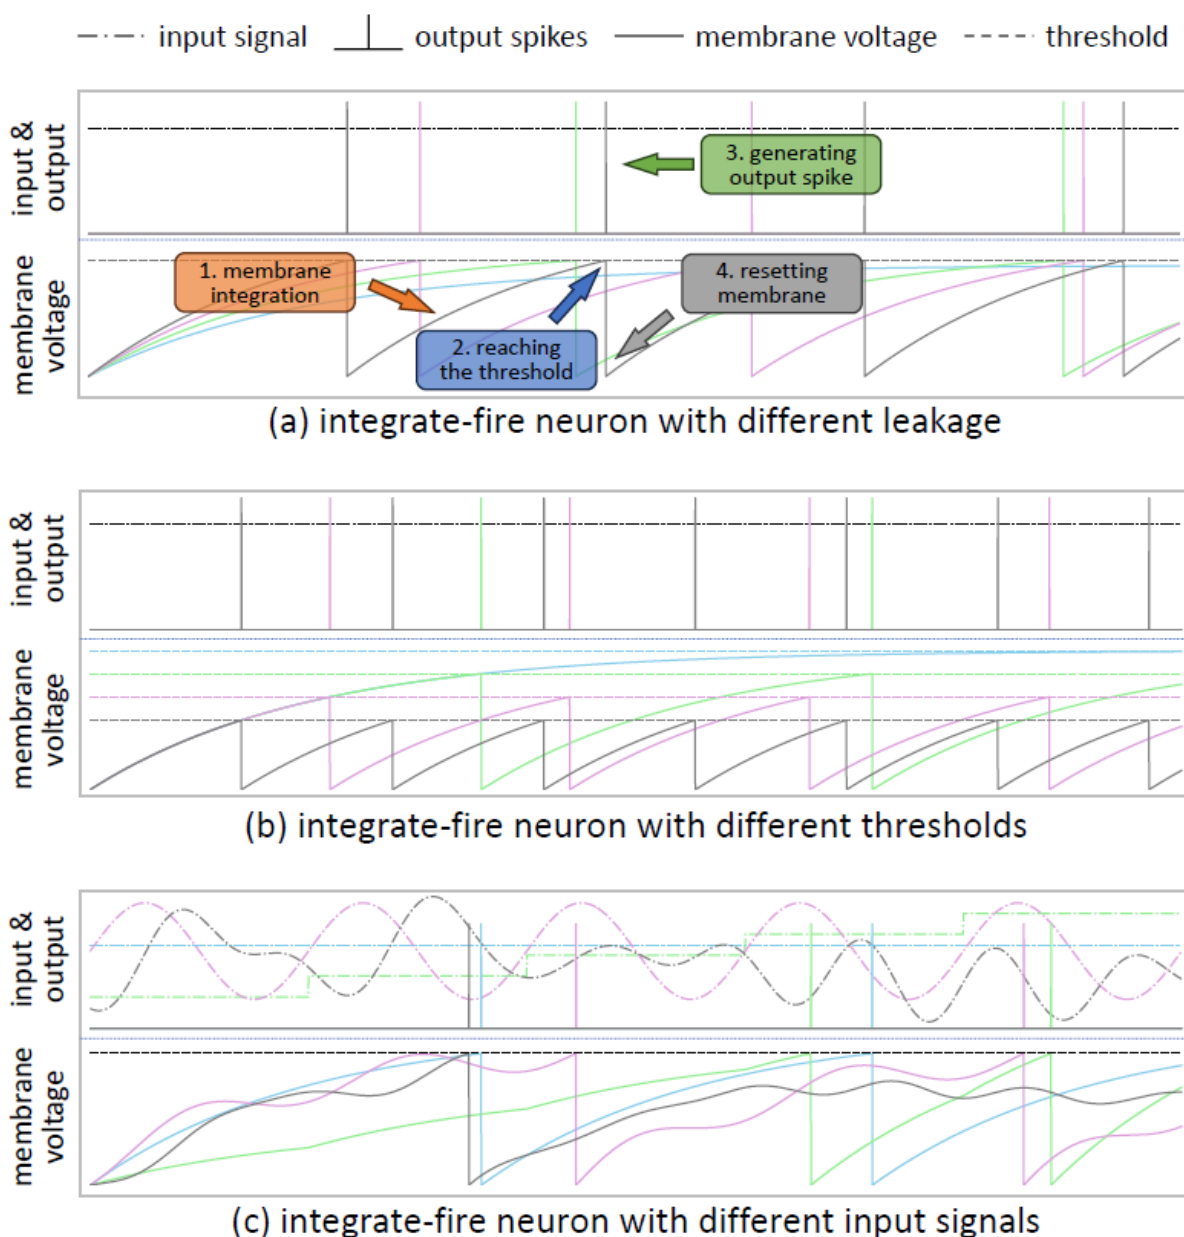 input signal
output spikes
membrane voltage
threshold
input &
output
membrane
voltage
3. generating
output spike
1. membrane
integration
4. resetting
membrane
2. reaching
the threshold
(a) integrate-fire neuron with different leakage
input &
output
membrane
voltage
(b) integrate-fire neuron with different thresholds
input &
output
membrane
voltage
(c) integrate-fire neuron with different input signals